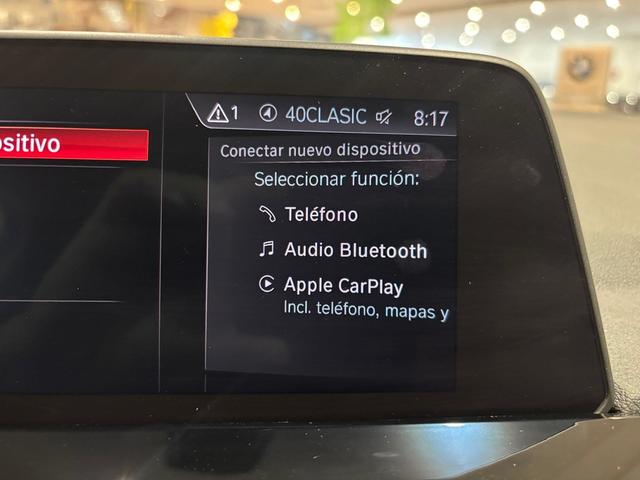 1 40CLASIC 8:17
ositivo
Conectar nuevo dispositivo
Seleccionar función:
Teléfono
Audio Bluetooth
Apple CarPlay
Incl. teléfono, mapas y